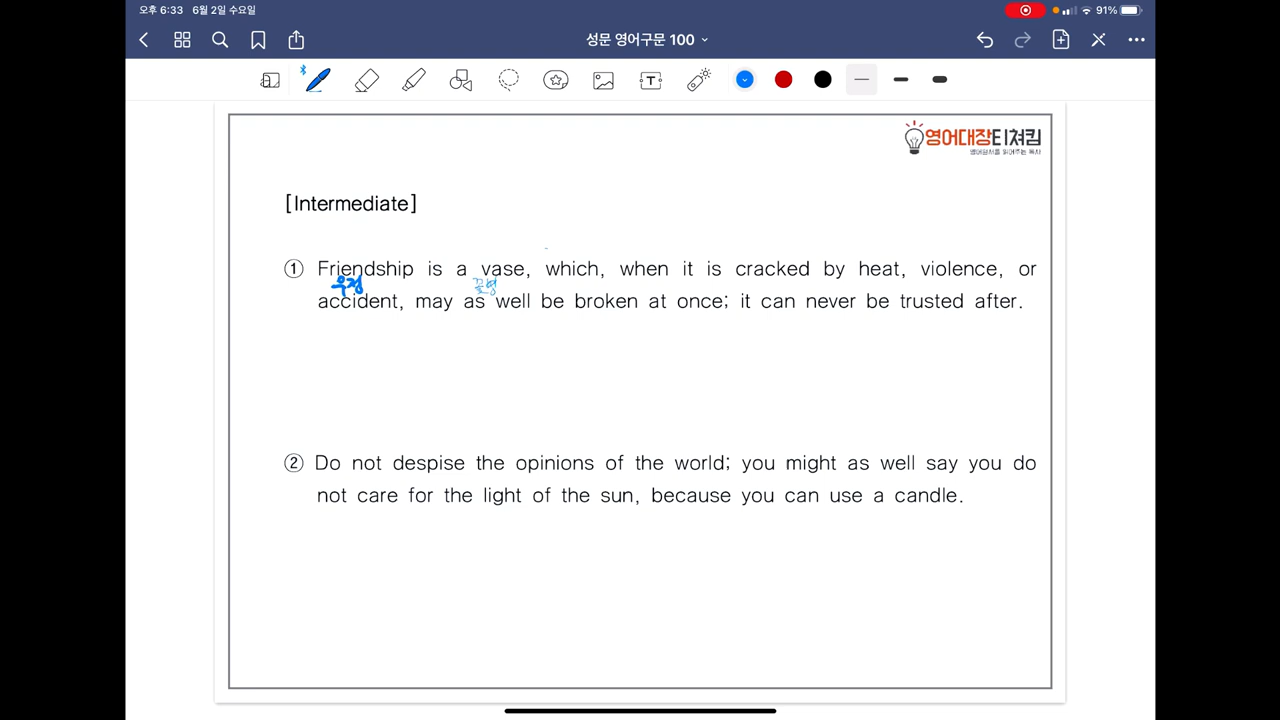 오후 6:33 6월 2일 수요일
91%
성문 영어구문 100
T
영어대장티쳐킴
[Intermediate]
① Friendship is a vase, which, when it is cracked by heat, violence, or
우정 꽃병
accident, may as well be broken at once; it can never be trusted after.
② Do not despise the opinions of the world; you might as well say you do
not care for the light of the sun, because you can use a candle.